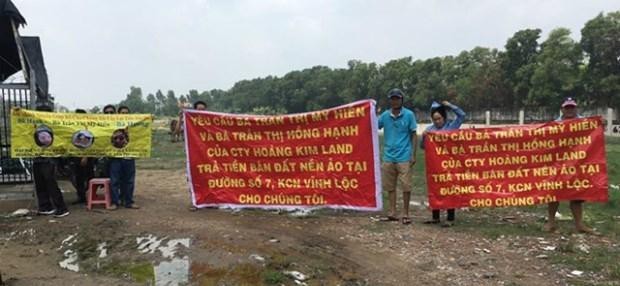 YÊU CẦU BÀ TRẦN THỊ MỸ HIỀN
VÀ BÀ TRẦN THỊ HỒNG HẠNH
CỦA CTY HOÀNG KIM LAND
TRẢ TIỀN BÁN ĐẤT NỀN ẢO TẠI
ĐƯỜNG SỐ 7, KCN VĨNH LỘC
CHO CHÚNG TÔI.
YÊU CẦU BÀ TRẦN THỊ MỸ HIỀN
VÀ BÀ TRẦN THỊ HỒNG HẠNH
CỦA CTY HOÀNG KIM LAND
TRẢ TIỀN BÁN ĐẤT NỀN ẢO TẠI
ĐƯỜNG SỐ 7, KCN VĨNH LỘC.
CHO CHÚNG TÔI.